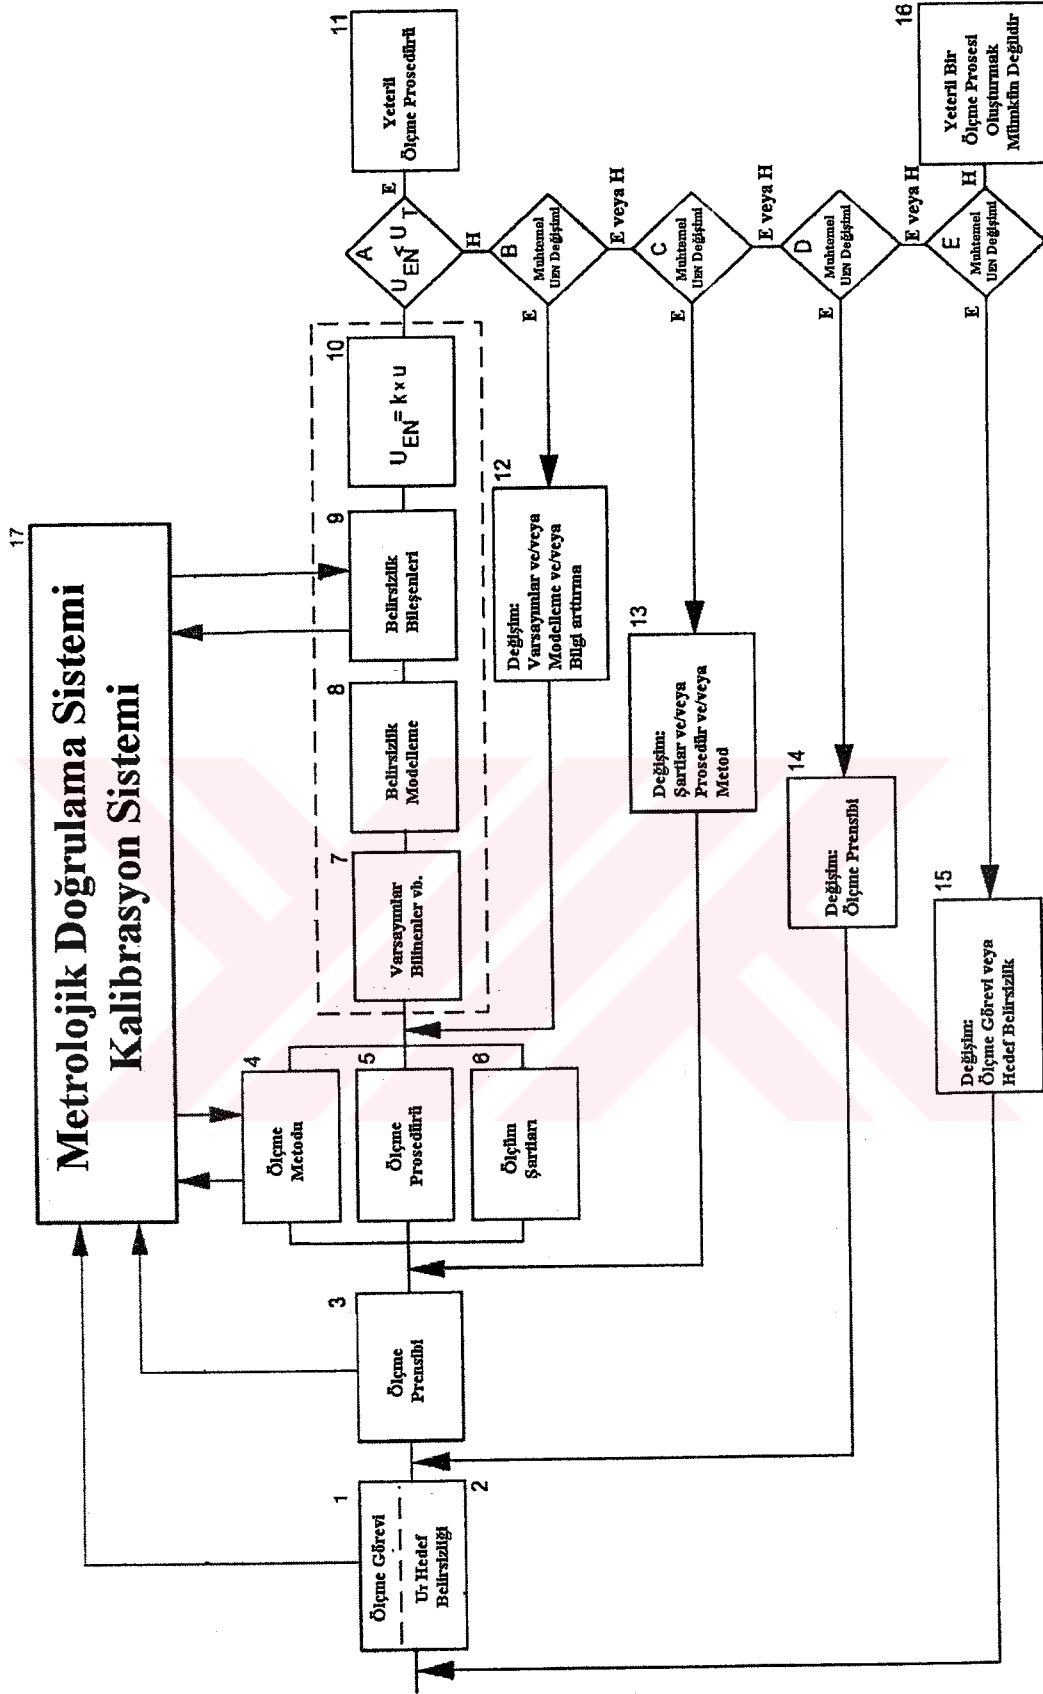 17
Metrolojik Doğrulama Sistemi
Kalibrasyon Sistemi
1
Ölçme Görevi
UT Hedef
Belirsizliği
2
3
Ölçme
Prensibi
4
Ölçme
Metodu
5
Ölçme
Prosedürü
6
Ölçüm
Şartları
7
Varsayımlar
Bilinenler vb.
8
Belirsizlik
Modelleme
9
Belirsizlik
Bileşenleri
10
UEN = k x u
A
UEN ≤ UT
E
H
11
Yeterli
Ölçme Prosedürü
B
Muhtemel
UEN Değişimi
E
E veya H
12
Değişim:
Varsayımlar ve/veya
Modelleme ve/veya
Bilgi arttırma
C
Muhtemel
UEN Değişimi
E
E veya H
13
Değişim:
Şartlar ve/veya
Prosedür ve/veya
Metod
D
Muhtemel
UEN Değişimi
E
E veya H
14
Değişim:
Ölçme Prensibi
E
Muhtemel
UEN Değişimi
E
H
15
Değişim:
Ölçme Görevi veya
Hedef Belirsizlik
16
Yeterli Bir
Ölçme Prosesi
Oluşturmak
Mümkün Değildir